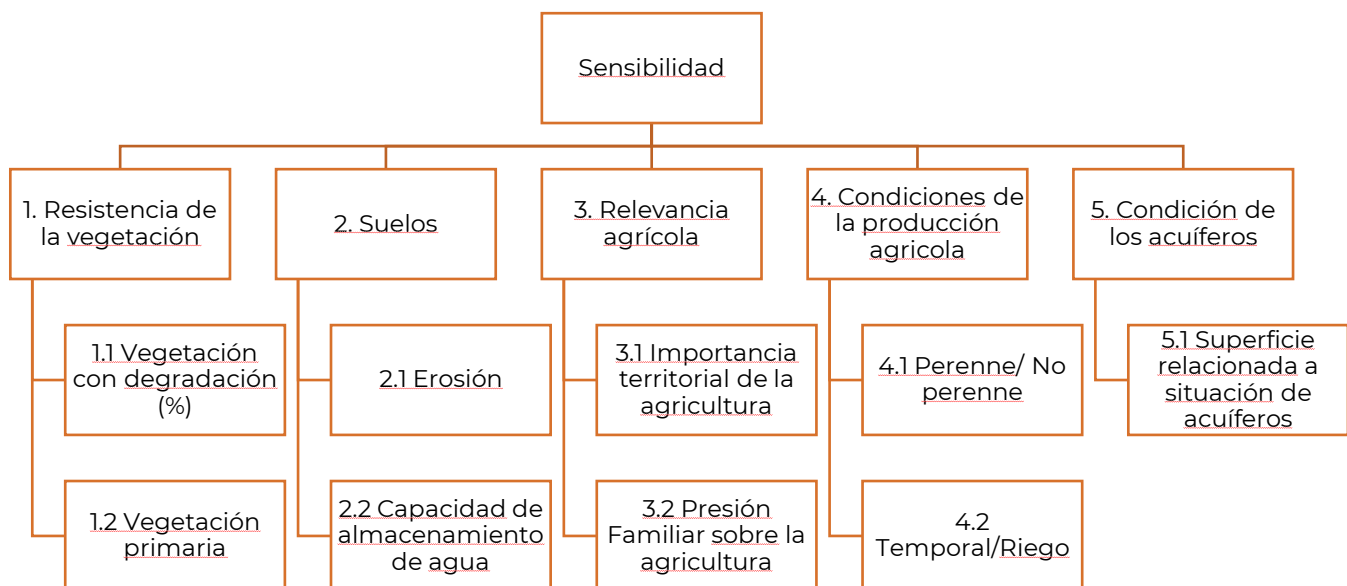 Sensibilidad
1. Resistencia de
la vegetación
2. Suelos
3. Relevancia
agrícola
4. Condiciones de
la producción
agricola
5. Condición de
los acuíferos
1.1 Vegetación
con degradación
(%)
2.1 Erosión
3.1 Importancia
territorial de la
agricultura
4.1 Perenne/ No
perenne
5.1 Superficie
relacionada a
situación de
acuíferos
1.2 Vegetación
primaria
2.2 Capacidad de
almacenamiento
de agua
3.2 Presión
Familiar sobre la
agricultura
4.2
Temporal/Riego